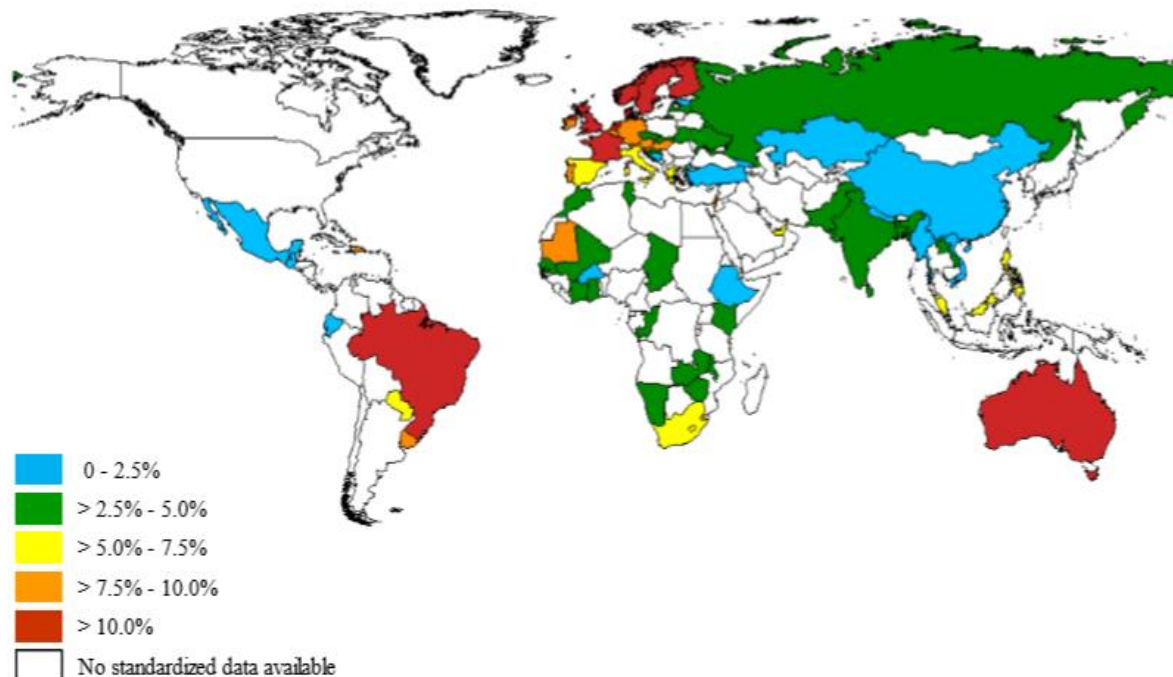 0 - 2.5%
> 2.5% - 5.0%
> 5.0% - 7.5%
> 7.5% - 10.0%
> 10.0%
No standardized data available